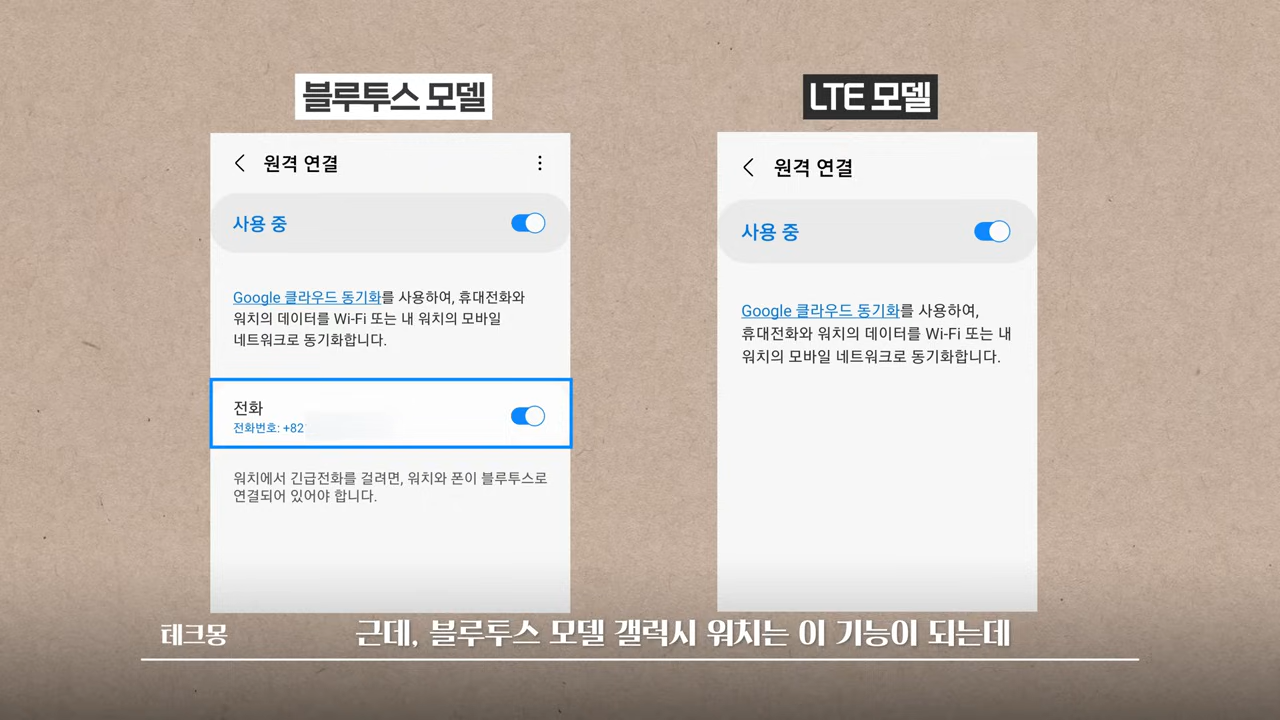 블루투스 모델
원격 연결
사용 중
Google 클라우드 동기화를 사용하여, 휴대전화와
워치의 데이터를 Wi-Fi 또는 내 워치의 모바일
네트워크로 동기화합니다.
전화
전화번호: +82
워치에서 긴급전화를 걸려면, 워치와 폰이 블루투스로
연결되어 있어야 합니다.
LTE 모델
원격 연결
사용 중
Google 클라우드 동기화를 사용하여,
휴대전화와 워치의 데이터를 Wi-Fi 또는 내
워치의 모바일 네트워크로 동기화합니다.
테크몽
근데, 블루투스 모델 갤럭시 워치는 이 기능이 되는데